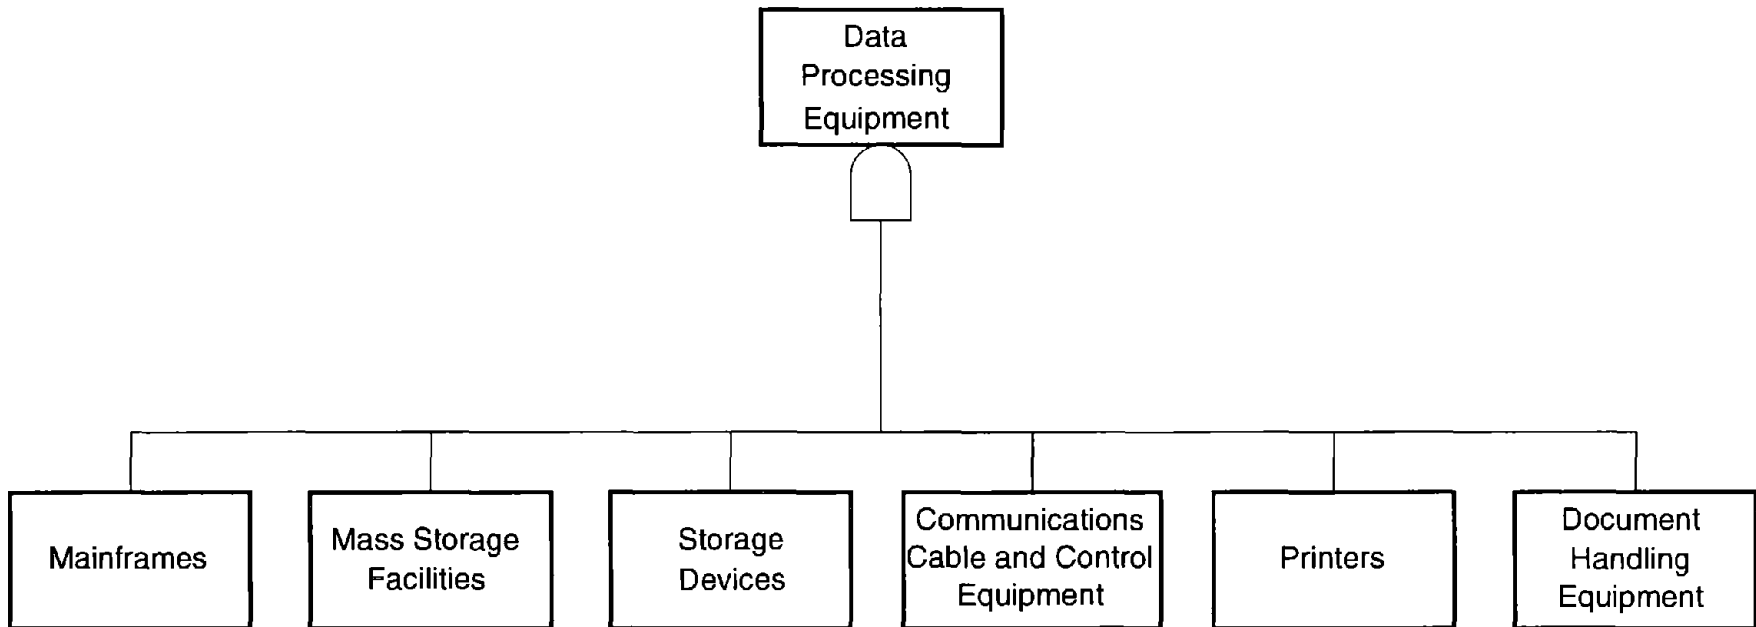 Data
Processing
Equipment
Mainframes
Mass Storage
Facilities
Storage
Devices
Communications
Cable and Control
Equipment
Printers
Document
Handling
Equipment